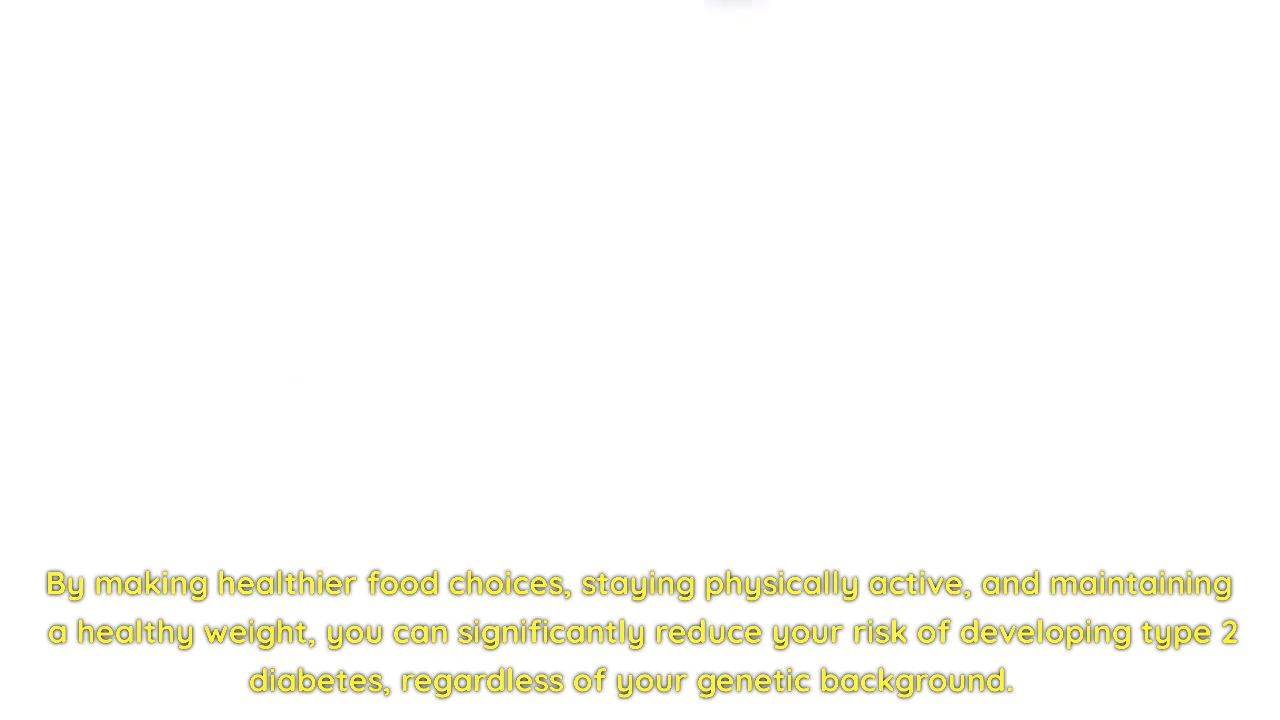 By making healthier food choices, staying physically active, and maintaining
a healthy weight, you can significantly reduce your risk of developing type 2
diabetes, regardless of your genetic background.